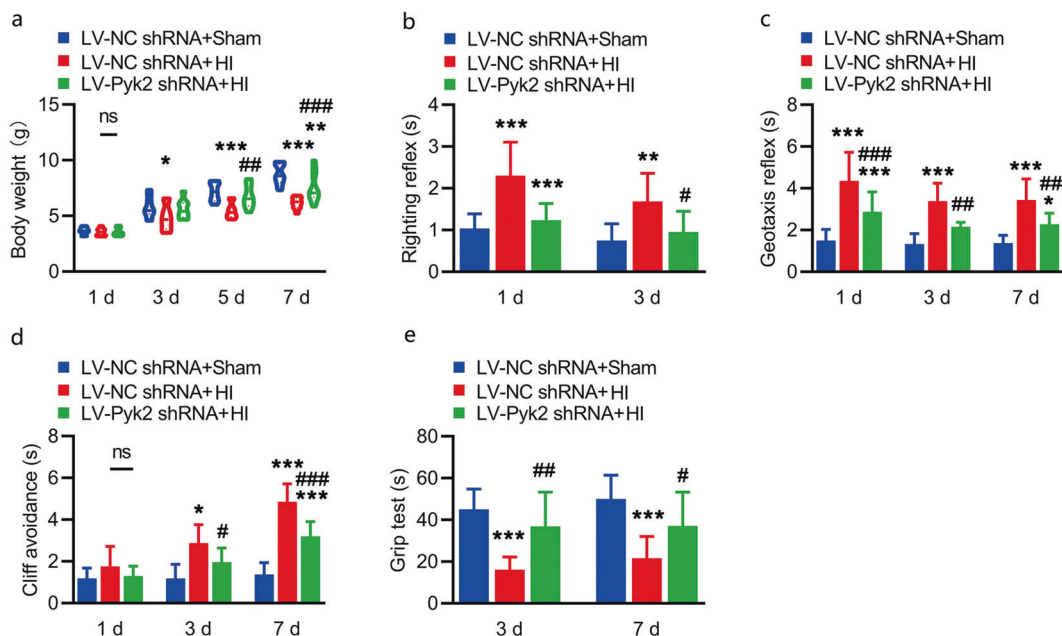 a
LV-NC shRNA+Sham
LV-NC shRNA+HI
LV-Pyk2 shRNA+HI
Body weight (g)
15
10
5
0
ns
*
***
##
***
###
**
1 d
3 d
5 d
7 d
b
LV-NC shRNA+Sham
LV-NC shRNA+HI
LV-Pyk2 shRNA+HI
Righting reflex (s)
4
3
2
1
0
***
***
**
#
1 d
3 d
c
LV-NC shRNA+Sham
LV-NC shRNA+HI
LV-Pyk2 shRNA+HI
Geotaxis reflex (s)
8
6
4
2
0
***
###
***
***
##
***
##
*
1 d
3 d
7 d
d
LV-NC shRNA+Sham
LV-NC shRNA+HI
LV-Pyk2 shRNA+HI
Cliff avoidance (s)
8
6
4
2
0
ns
*
#
***
###
***
1 d
3 d
7 d
e
LV-NC shRNA+Sham
LV-NC shRNA+HI
LV-Pyk2 shRNA+HI
Grip test (s)
80
60
40
20
0
***
##
***
#
3 d
7 d